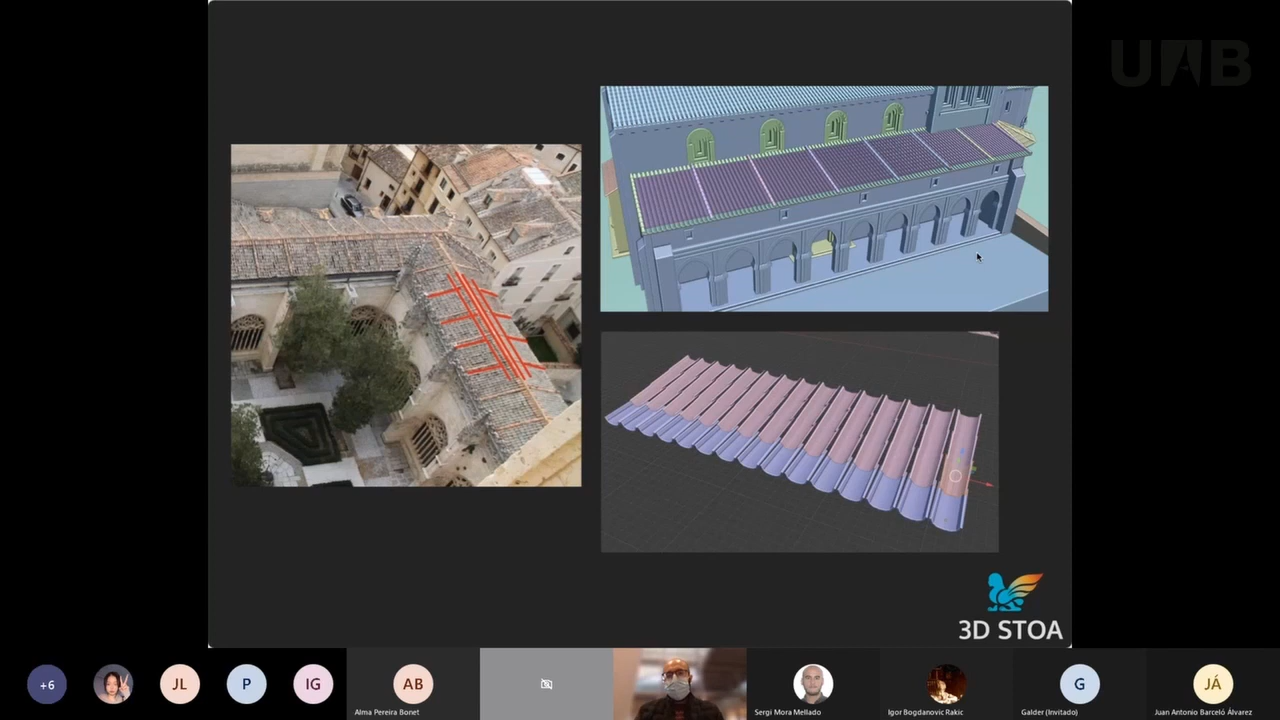 UAB
3D STOA
+6
JL
P
IG
AB
Alma Pereira Bonet
Sergi Mora Mellado
Igor Bogdanovic Rakic
G
Galder (Invitado)
JÁ
Juan Antonio Barceló Álvarez